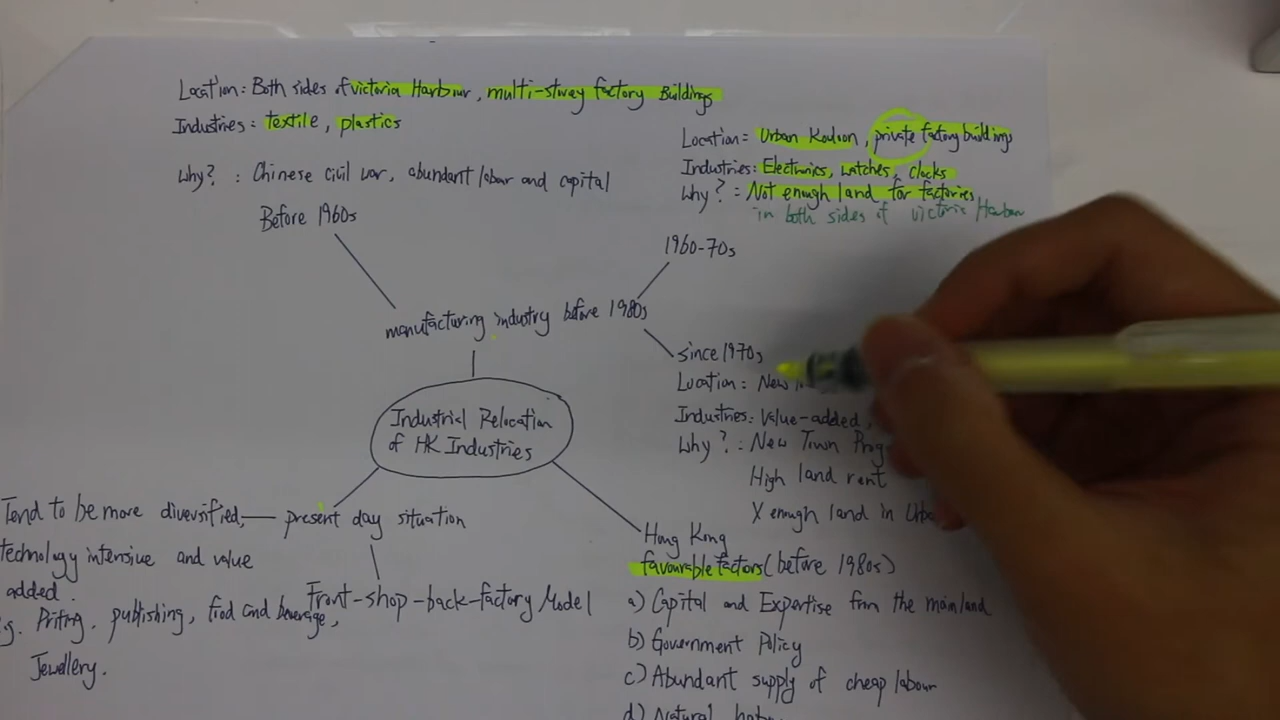 Location: Both sides of victoria Harbour, multi-storey factory Buildings
Industries: textile, plastics
Why? : Chinese civil war, abundant labour and capital
Before 1960s
Location: Urban Kowloon, private factory buildings
Industries: Electronics, watches, clocks
Why? : Not enough land for factories
in both sides of victoria Harbour
1960-70s
manufacturing industry before 1980s
since 1970s
Location: New
Industries: Value-added,
Why? : New Town
High land rent
X enough land in
Industrial Relocation
of HK Industries
present day situation
Tend to be more diversified,
technology intensive and value
added.
Priting, publishing, food and beverage,
Jewellery.
Front-shop-back-factory Model
Hong Kong
favourable factors (before 1980s)
a) Capital and Expertise from the mainland
b) Government Policy
c) Abundant supply of cheap labour
d) Natural